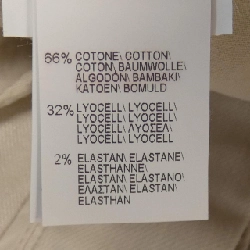 66% COTONE\ COTTON\
COTON\ BAUMWOLLE\
ALGODÓN\ BAMBAKI\
KATOEN\ BOMULD
32% LYOCELL\ LYOCELL\
LYOCELL\ LYOCELL\
LYOCELL\ ΛΥΟΣΕΛ\
LYOCELL\ LYOCELL
2% ELASTAN\ ELASTANE\
ELASTHANNE\
ELASTAN\ ELASTANO\
ΕΛΑΣΤΑΝ\ ELASTAN\
ELASTHAN